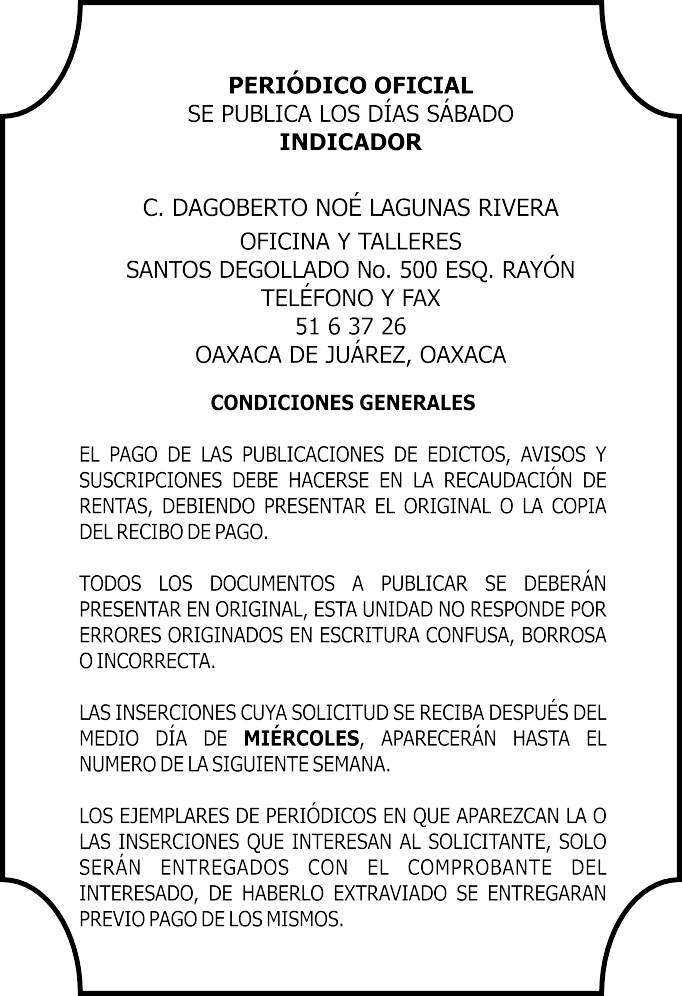 PERIÓDICO OFICIAL
SE PUBLICA LOS DÍAS SÁBADO
INDICADOR
C. DAGOBERTO NOÉ LAGUNAS RIVERA
OFICINA Y TALLERES
SANTOS DEGOLLADO No. 500 ESQ. RAYÓN
TELÉFONO Y FAX
51 6 37 26
OAXACA DE JUÁREZ, OAXACA
CONDICIONES GENERALES
EL PAGO DE LAS PUBLICACIONES DE EDICTOS, AVISOS Y
SUSCRIPCIONES DEBE HACERSE EN LA RECAUDACIÓN DE
RENTAS, DEBIENDO PRESENTAR EL ORIGINAL O LA COPIA
DEL RECIBO DE PAGO.
TODOS LOS DOCUMENTOS A PUBLICAR SE DEBERÁN
PRESENTAR EN ORIGINAL, ESTA UNIDAD NO RESPONDE POR
ERRORES ORIGINADOS EN ESCRITURA CONFUSA, BORROSA
O INCORRECTA.
LAS INSERCIONES CUYA SOLICITUD SE RECIBA DESPUÉS DEL
MEDIO DÍA DE MIÉRCOLES, APARECERÁN HASTA EL
NUMERO DE LA SIGUIENTE SEMANA.
LOS EJEMPLARES DE PERIÓDICOS EN QUE APAREZCAN LA O
LAS INSERCIONES QUE INTERESAN AL SOLICITANTE, SOLO
SERÁN ENTREGADOS CON EL COMPROBANTE DEL
INTERESADO, DE HABERLO EXTRAVIADO SE ENTREGARAN
PREVIO PAGO DE LOS MISMOS.